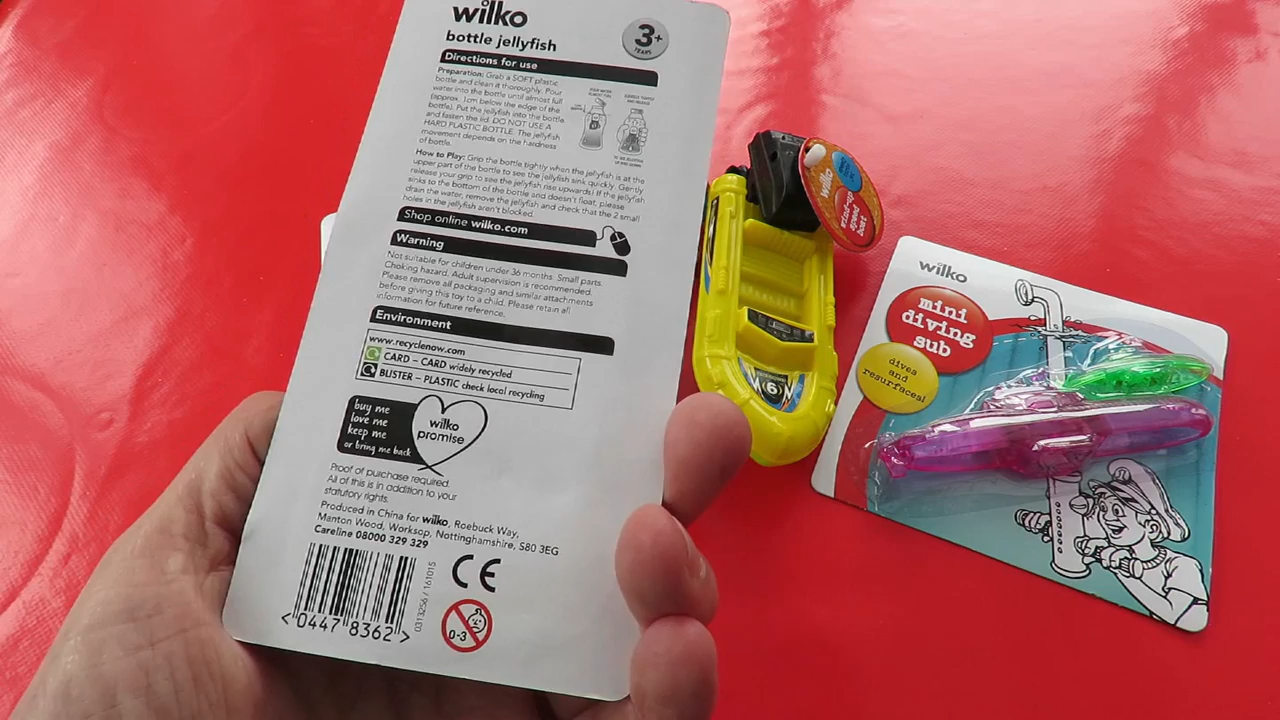 wilko
bottle jellyfish
3+
YEARS
Directions for use
Preparation: Grab a SOFT plastic
bottle and clean it thoroughly. Pour
water into the bottle until almost full
(approx. 1cm below the edge of the
bottle). Put the jellyfish into the bottle
and fasten the lid. DO NOT USE A
HARD PLASTIC BOTTLE. The jellyfish
movement depends on the hardness
of bottle.
How to Play: Grip the bottle tightly when the jellyfish is at the
upper part of the bottle to see the jellyfish sink quickly. Gently
release your grip to see the jellyfish rise upwards! If the jellyfish
sinks to the bottom of the bottle and doesn't float, please
drain the water, remove the jellyfish and check that the 2 small
holes in the jellyfish aren't blocked.
Shop online wilko.com
Warning
Not suitable for children under 36 months. Small parts.
Choking hazard. Adult supervision is recommended.
Please remove all packaging and similar attachments
before giving this toy to a child. Please retain all
information for future reference.
Environment
www.recyclenow.com
CARD – CARD widely recycled
BLISTER – PLASTIC check local recycling
buy me
love me
keep me
or bring me back
wilko
promise
Proof of purchase required.
All of this is in addition to your
statutory rights.
Produced in China for wilko, Roebuck Way,
Manton Wood, Worksop, Nottinghamshire, S80 3EG
Careline 08000 329 329
<0447 8362>
0313256 / 161015
CE
0-3
wilko
wind-up
speed
boat
9
wilko
mini
diving
sub
dives
and
resurfaces!